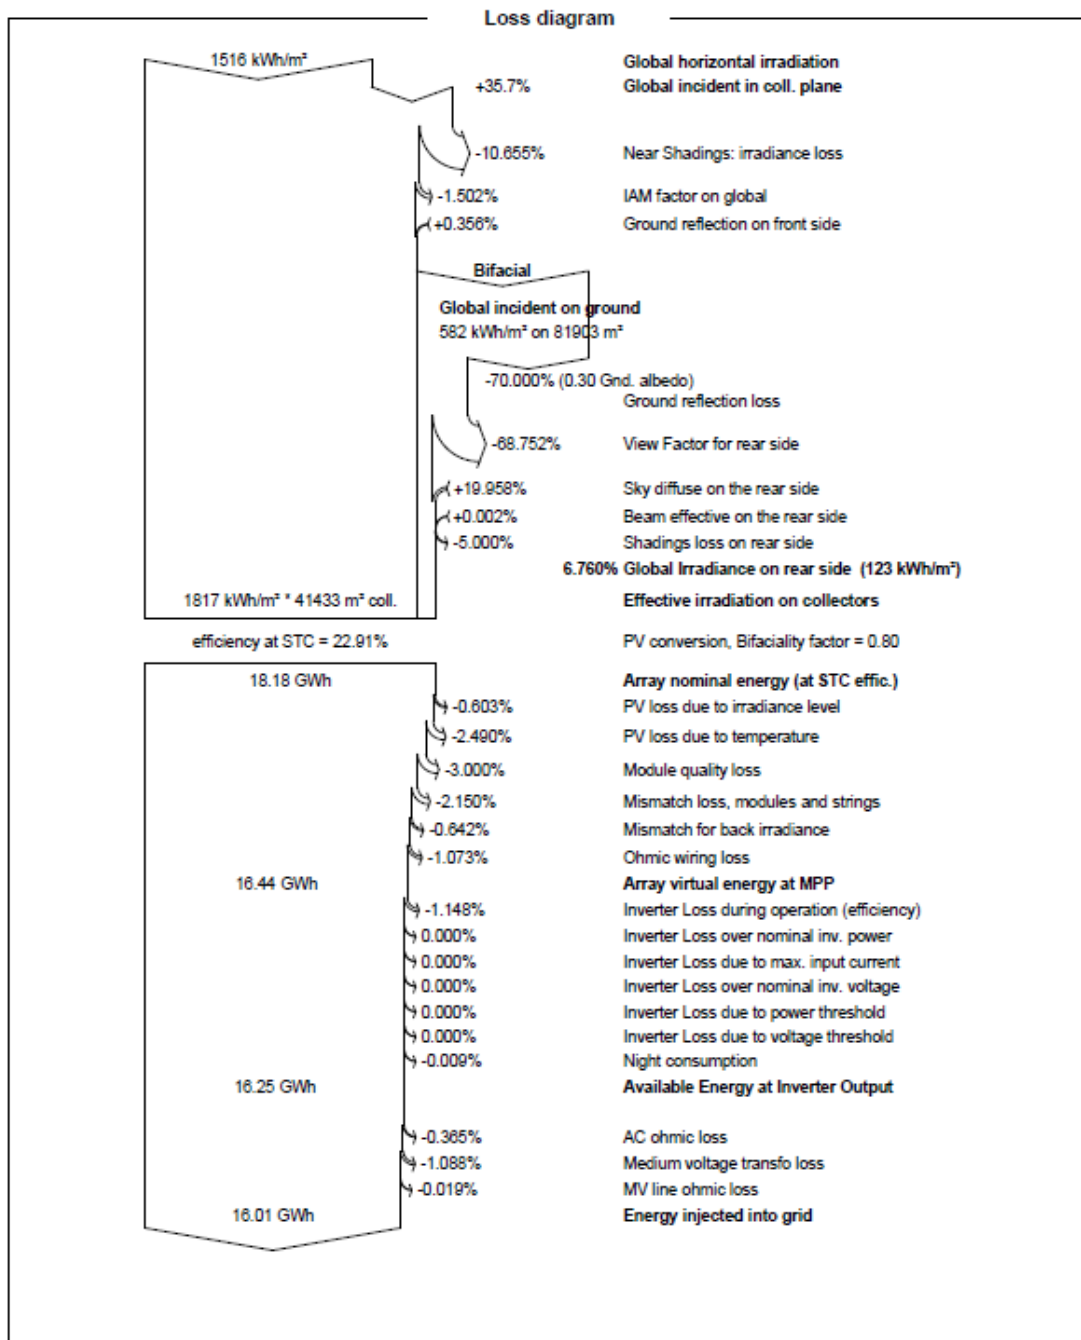 Loss diagram
1516 kWh/m² Global horizontal irradiation
+35.7% Global incident in coll. plane
-10.655% Near Shadings: irradiance loss
-1.502% IAM factor on global
+0.356% Ground reflection on front side
Bifacial
Global incident on ground
582 kWh/m² on 81903 m²
-70.000% (0.30 Gnd. albedo)
Ground reflection loss
-68.752% View Factor for rear side
+19.958% Sky diffuse on the rear side
+0.002% Beam effective on the rear side
-5.000% Shadings loss on rear side
6.760% Global Irradiance on rear side (123 kWh/m²)
1817 kWh/m² * 41433 m² coll. Effective irradiation on collectors
efficiency at STC = 22.91% PV conversion, Bifaciality factor = 0.80
18.18 GWh Array nominal energy (at STC effic.)
-0.603% PV loss due to irradiance level
-2.490% PV loss due to temperature
-3.000% Module quality loss
-2.150% Mismatch loss, modules and strings
-0.642% Mismatch for back irradiance
-1.073% Ohmic wiring loss
16.44 GWh Array virtual energy at MPP
-1.148% Inverter Loss during operation (efficiency)
0.000% Inverter Loss over nominal inv. power
0.000% Inverter Loss due to max. input current
0.000% Inverter Loss over nominal inv. voltage
0.000% Inverter Loss due to power threshold
0.000% Inverter Loss due to voltage threshold
-0.009% Night consumption
16.25 GWh Available Energy at Inverter Output
-0.365% AC ohmic loss
-1.088% Medium voltage transfo loss
-0.019% MV line ohmic loss
16.01 GWh Energy injected into grid